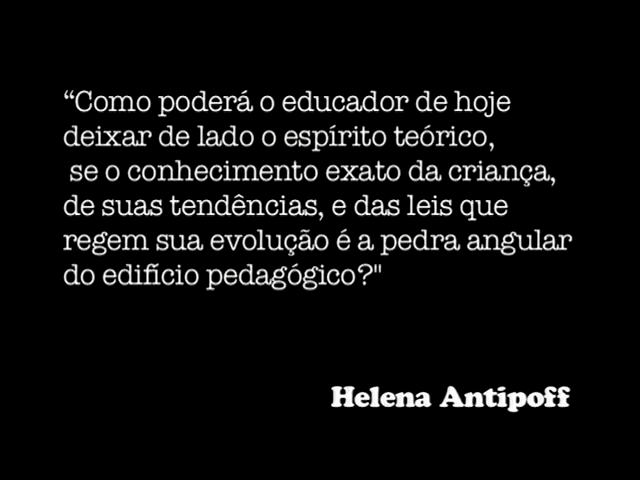 “Como poderá o educador de hoje
deixar de lado o espírito teórico,
se o conhecimento exato da criança,
de suas tendências, e das leis que
regem sua evolução é a pedra angular
do edifício pedagógico?"
Helena Antipoff